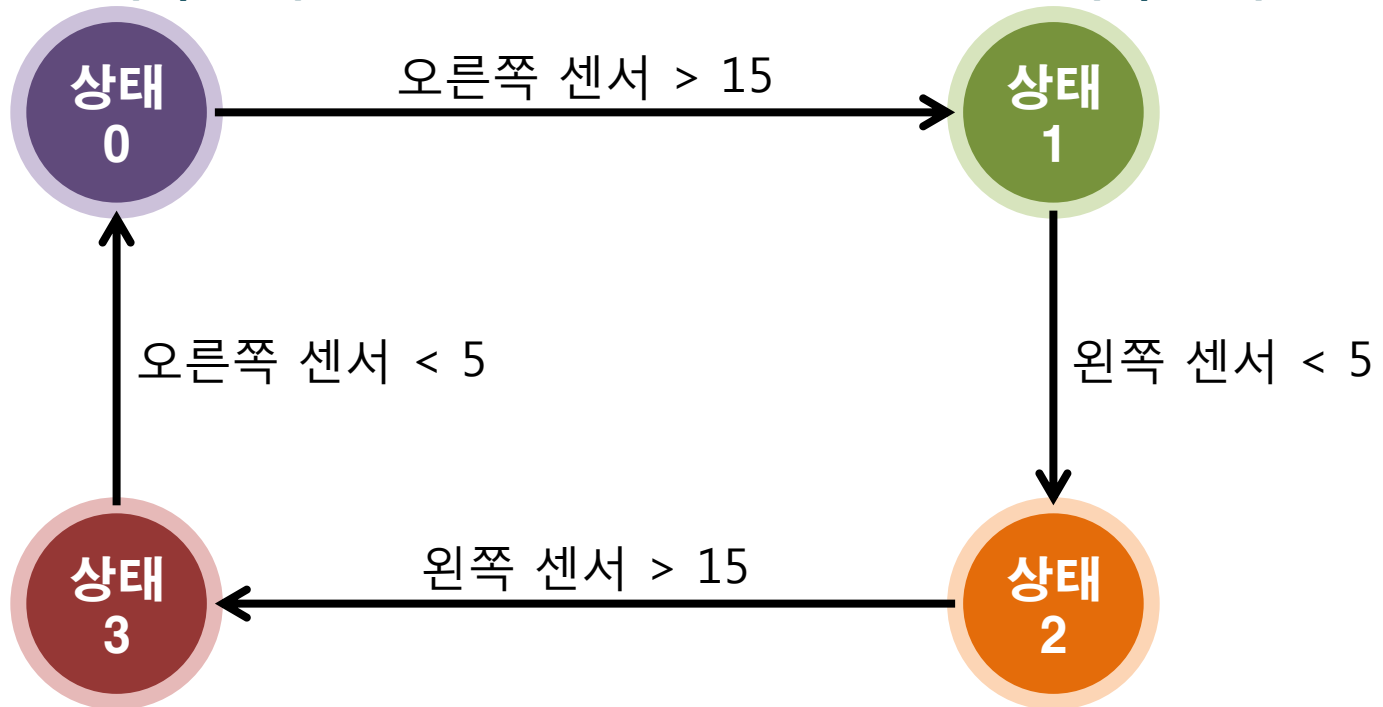 상태
0
오른쪽 센서 > 15
상태
1
오른쪽 센서 < 5
왼쪽 센서 < 5
상태
3
왼쪽 센서 > 15
상태
2